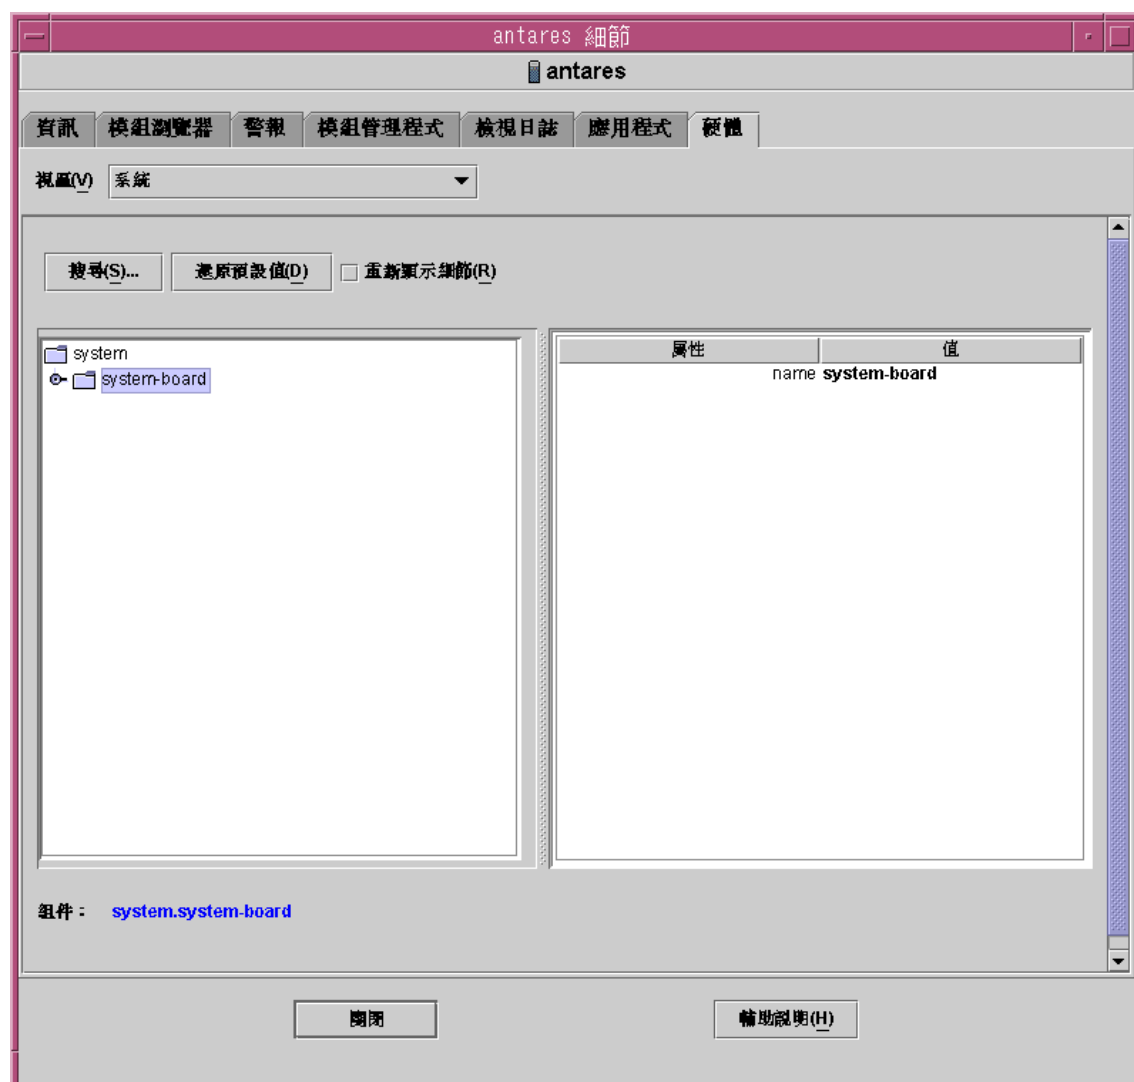 antares 細節
antares
資訊 模組瀏覽器 警報 模組管理程式 檢視日誌 應用程式 硬體
視區(V) 系統
搜尋(S)... 還原預設值(D) 重新顯示細節(R)
system
system-board
屬性 值
name system-board
組件： system.system-board
關閉 輔助說明(H)